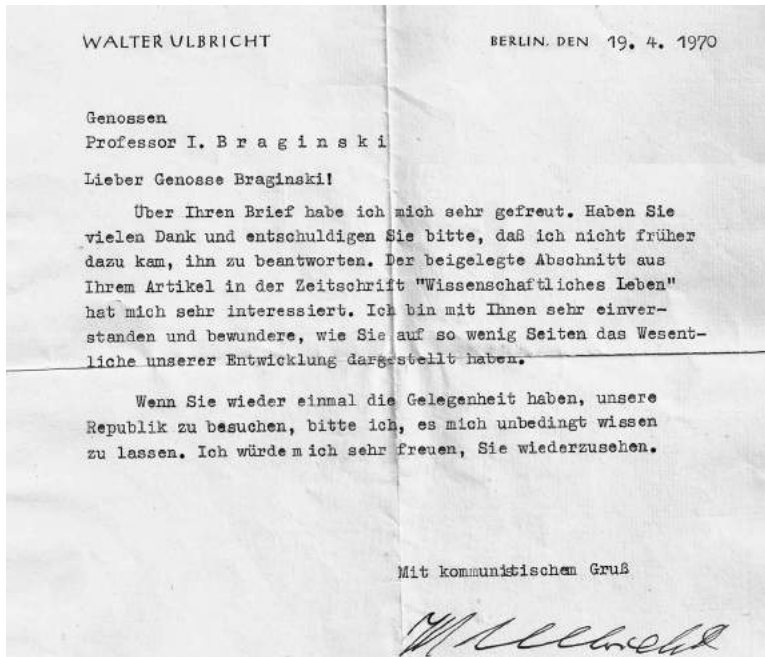 WALTER ULBRICHT BERLIN, DEN 19. 4. 1970
Genossen
Professor I. B r a g i n s k i
Lieber Genosse Braginski!
Über Ihren Brief habe ich mich sehr gefreut. Haben Sie
vielen Dank und entschuldigen Sie bitte, daß ich nicht früher
dazu kam, ihn zu beantworten. Der beigelegte Abschnitt aus
Ihrem Artikel in der Zeitschrift "Wissenschaftliches Leben"
hat mich sehr interessiert. Ich bin mit Ihnen sehr einver-
standen und bewundere, wie Sie auf so wenig Seiten das Wesent-
liche unserer Entwicklung dargestellt haben.
Wenn Sie wieder einmal die Gelegenheit haben, unsere
Republik zu besuchen, bitte ich, es mich unbedingt wissen
zu lassen. Ich würde mich sehr freuen, Sie wiederzusehen.
Mit kommunistischem Gruß
W Ulbricht